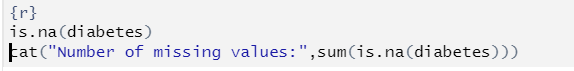 {r}
is.na(diabetes)
cat("Number of missing values:",sum(is.na(diabetes)))